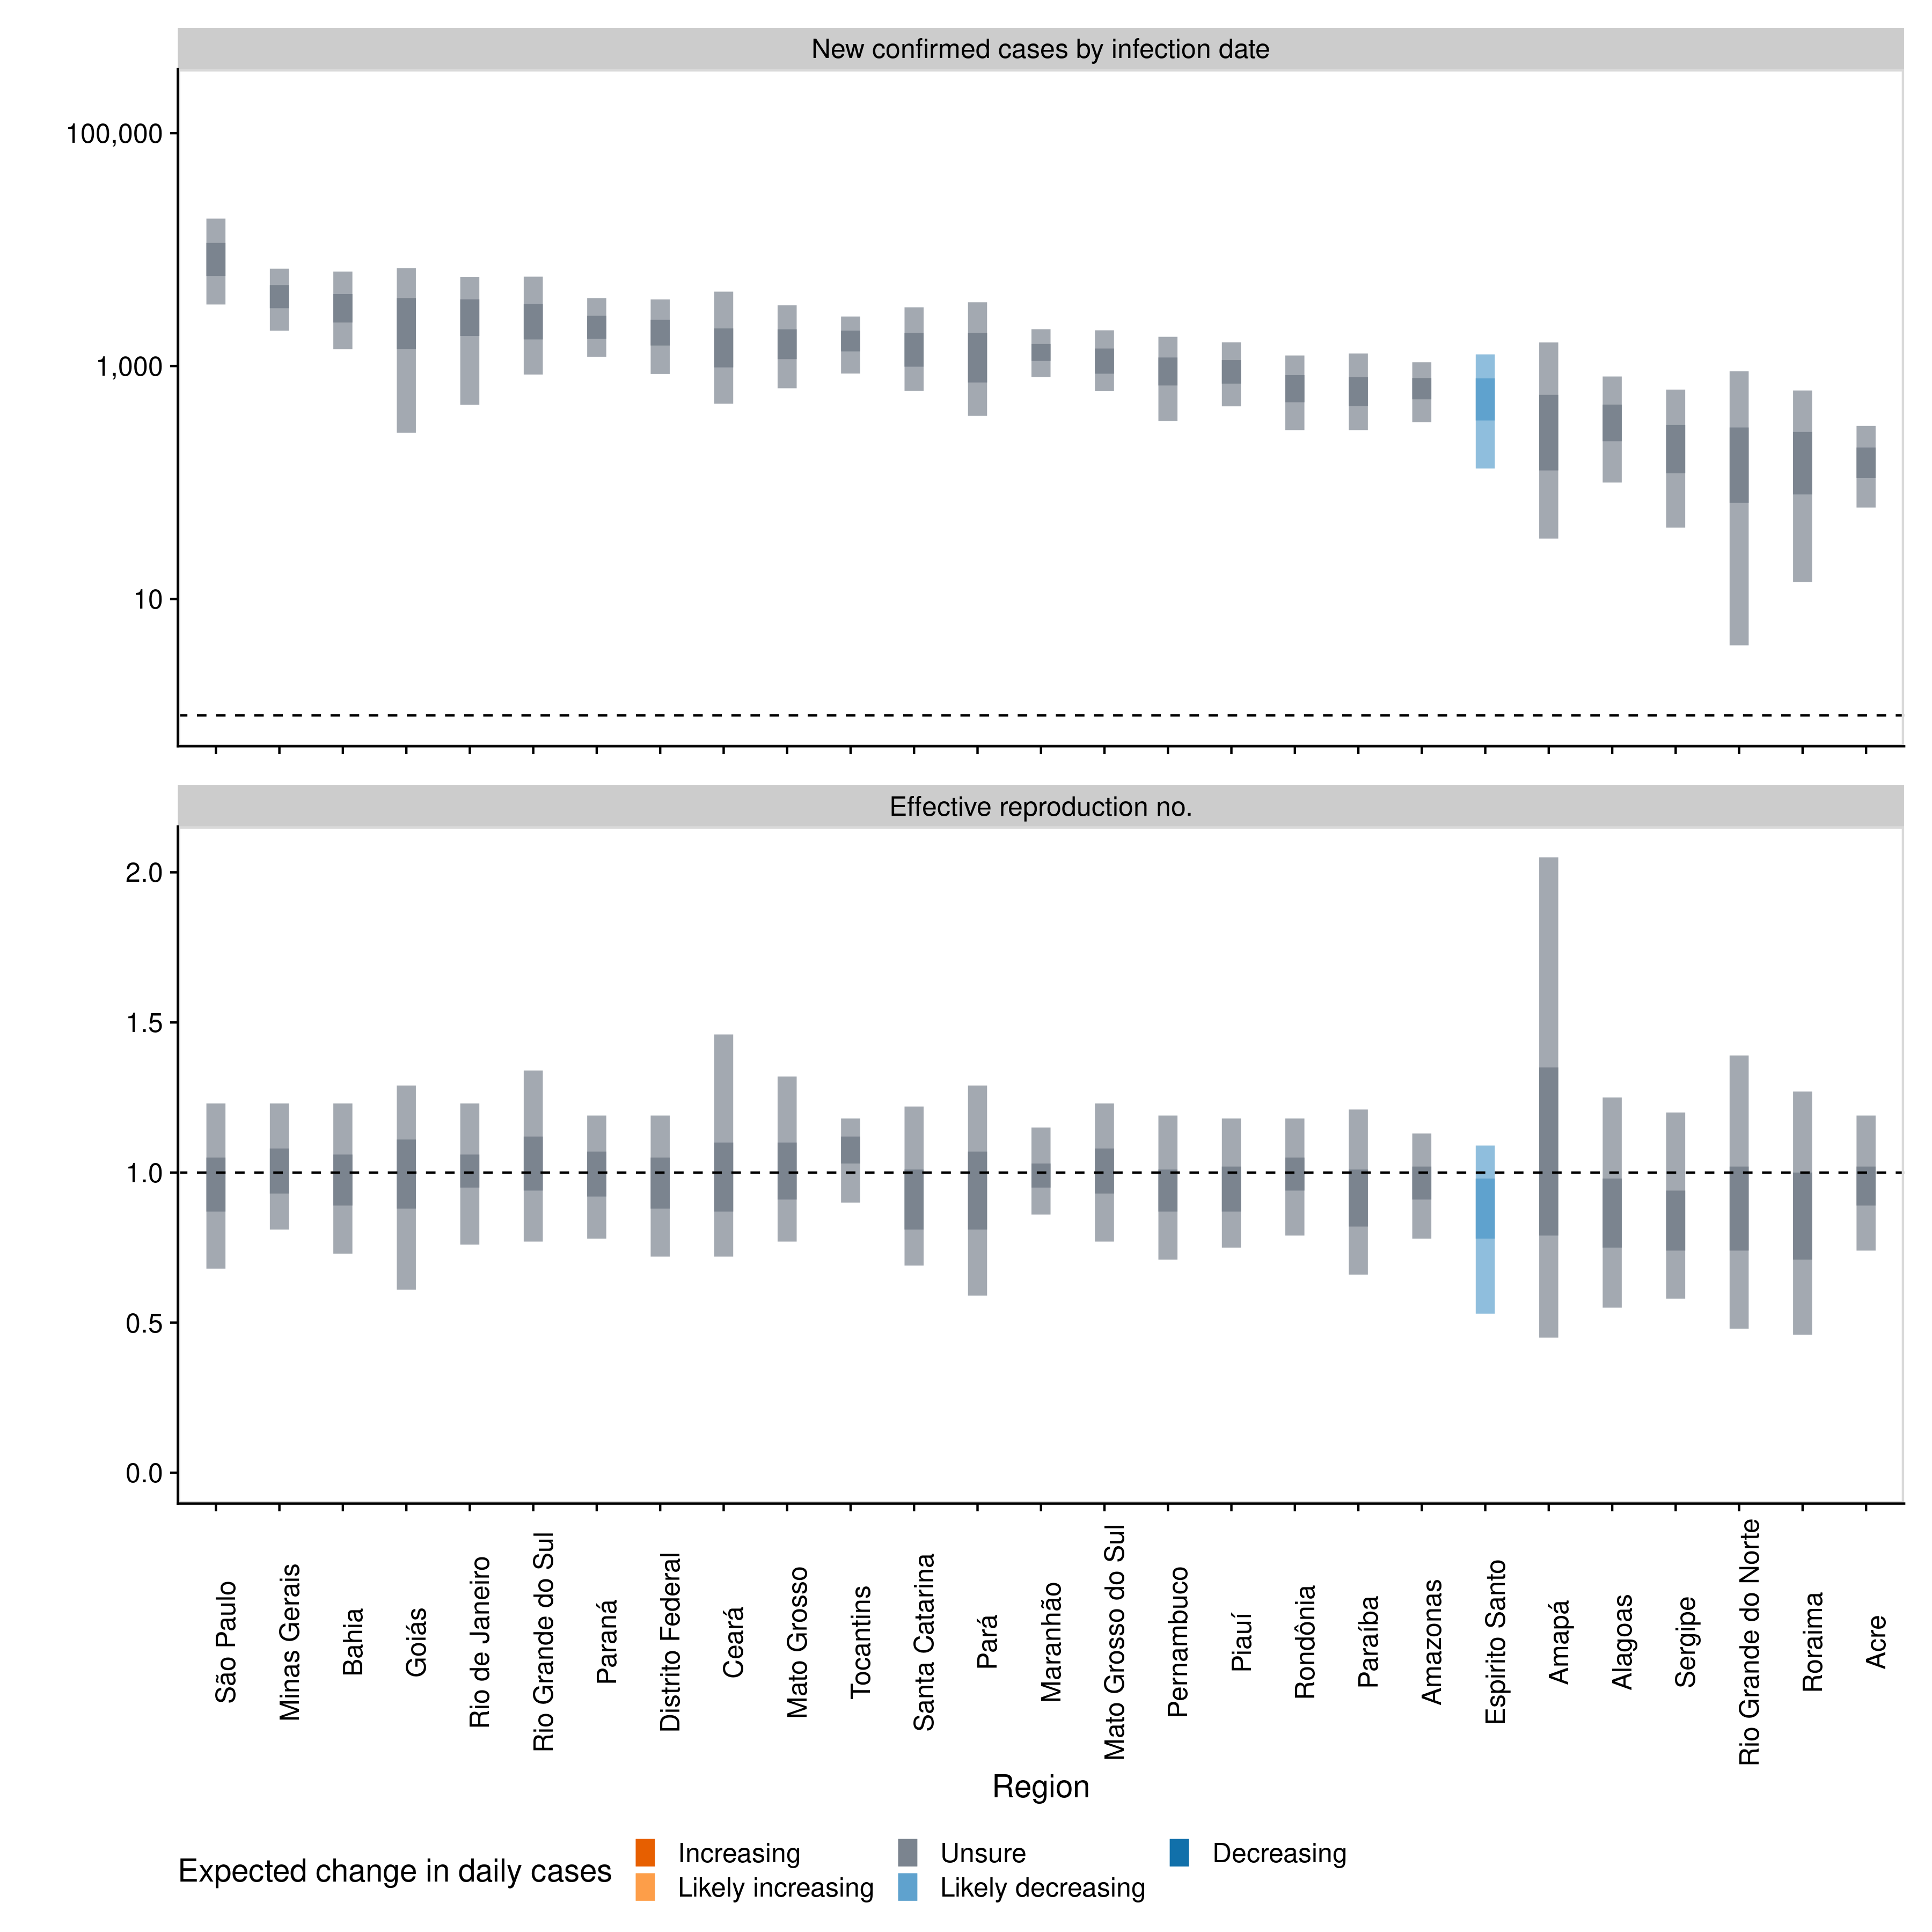 New confirmed cases by infection date
100,000
1,000
10
Effective reproduction no.
2.0
1.5
1.0
0.5
0.0
São Paulo
Minas Gerais
Bahia
Goiás
Rio de Janeiro
Rio Grande do Sul
Paraná
Distrito Federal
Ceará
Mato Grosso
Tocantins
Santa Catarina
Pará
Maranhão
Mato Grosso do Sul
Pernambuco
Piauí
Rondônia
Paraíba
Amazonas
Espirito Santo
Amapá
Alagoas
Sergipe
Rio Grande do Norte
Roraima
Acre
Region
Expected change in daily cases
Increasing
Likely increasing
Unsure
Likely decreasing
Decreasing